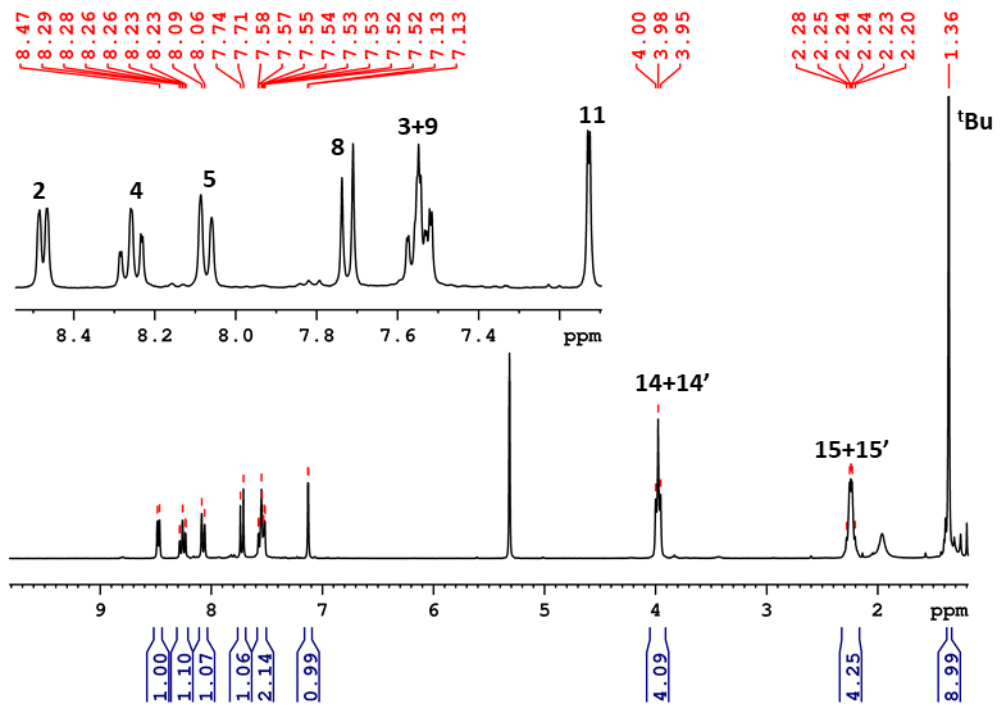 8.47 8.29 8.28 8.26 8.26 8.23 8.23 8.09 8.06 7.74 7.71 7.58 7.57 7.55 7.54 7.53 7.53 7.52 7.52 7.13 7.13 4.00 3.98 3.95 2.28 2.25 2.24 2.24 2.23 2.20 1.36
2 4 5 8 3+9 11 tBu
8.4 8.2 8.0 7.8 7.6 7.4 ppm
14+14’ 15+15’
9 8 7 6 5 4 3 2 ppm
1.00 1.10 1.07 1.06 2.14 0.99 4.09 4.25 8.99